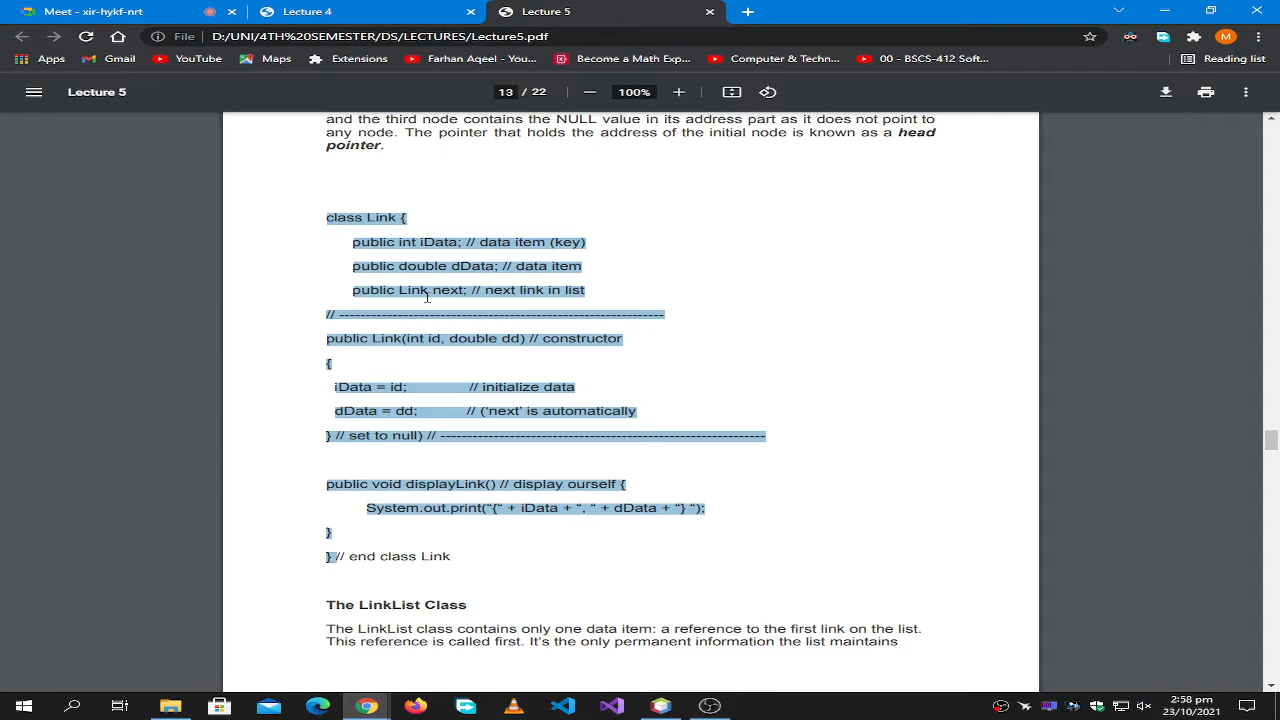 Meet - xir-hykf-nrt
Lecture 4
Lecture 5
File D:/UNI/4TH%20SEMESTER/DS/LECTURES/Lecture5.pdf
M
Apps Gmail YouTube Maps Extensions Farhan Aqeel - You... Become a Math Exp... Computer & Techn... 00 - BSCS-412 Soft... Reading list
Lecture 5 13 / 22 100%
and the third node contains the NULL value in its address part as it does not point to
any node. The pointer that holds the address of the initial node is known as a head
pointer.
class Link {
public int iData; // data item (key)
public double dData; // data item
public Link next; // next link in list
// -------------------------------------------------------------
public Link(int id, double dd) // constructor
{
iData = id; // initialize data
dData = dd; // (‘next’ is automatically
} // set to null) // -------------------------------------------------------------
public void displayLink() // display ourself {
System.out.print(“{“ + iData + “, “ + dData + “} “);
}
} // end class Link
The LinkList Class
The LinkList class contains only one data item: a reference to the first link on the list.
This reference is called first. It’s the only permanent information the list maintains
2:58 pm
23/10/2021